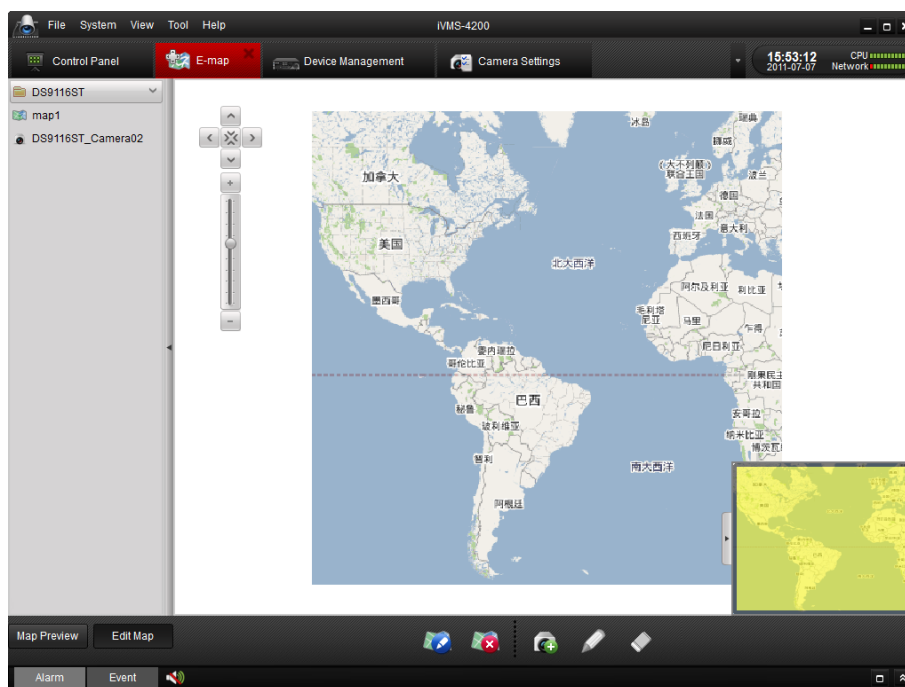 File System View Tool Help iVMS-4200
Control Panel E-map Device Management Camera Settings 15:53:12 CPU
2011-07-07 Network
DS9116ST
map1
DS9116ST_Camera02
冰岛
瑞典
挪威
(大不列颠)
联合王国
波兰
加拿大
德国
法国
意大利
西班牙
美国
北大西洋
阿尔及利亚 利比亚
墨西哥
毛利塔
尼亚
马里
乍得
尼日利亚
委内瑞拉
哥伦比亚
刚果民主
共和国
巴西
秘鲁
安哥拉
玻利维亚
纳米比亚
博茨瓦
智利
南大西洋
阿根廷
Map Preview Edit Map
Alarm Event